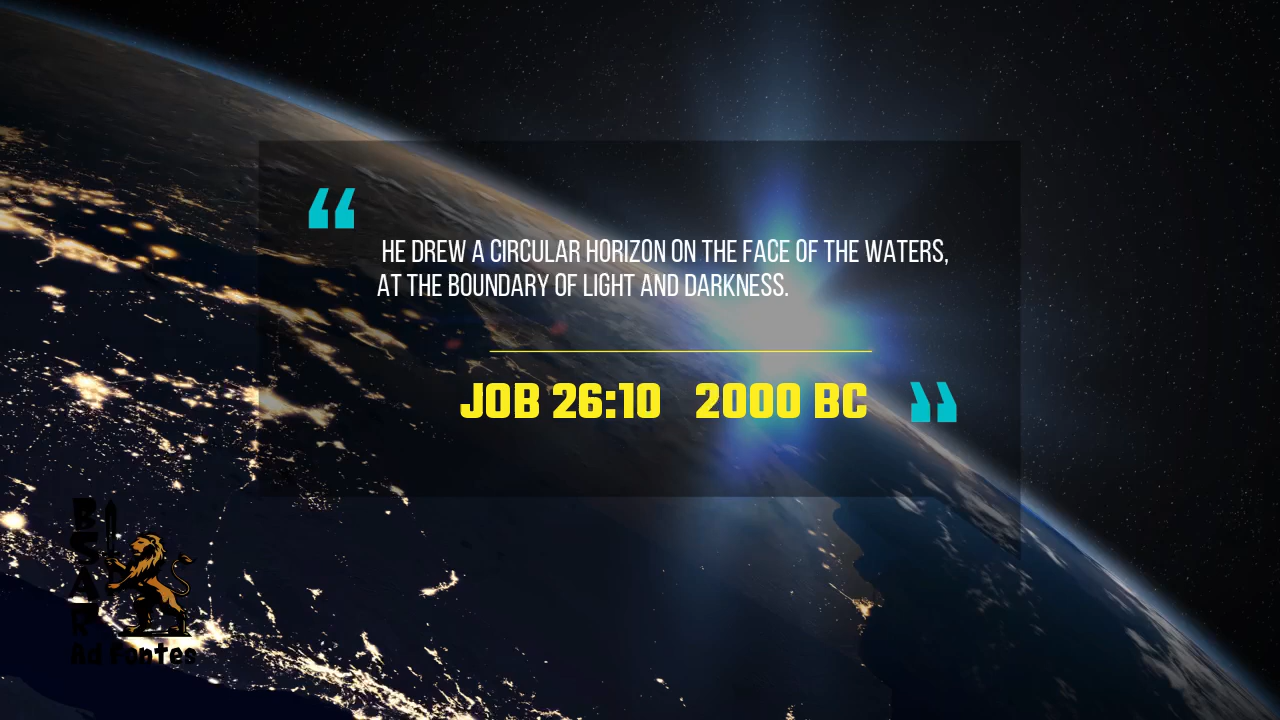 “
HE DREW A CIRCULAR HORIZON ON THE FACE OF THE WATERS,
AT THE BOUNDARY OF LIGHT AND DARKNESS.
JOB 26:10 2000 BC
”
BSAR
Ad Fontes